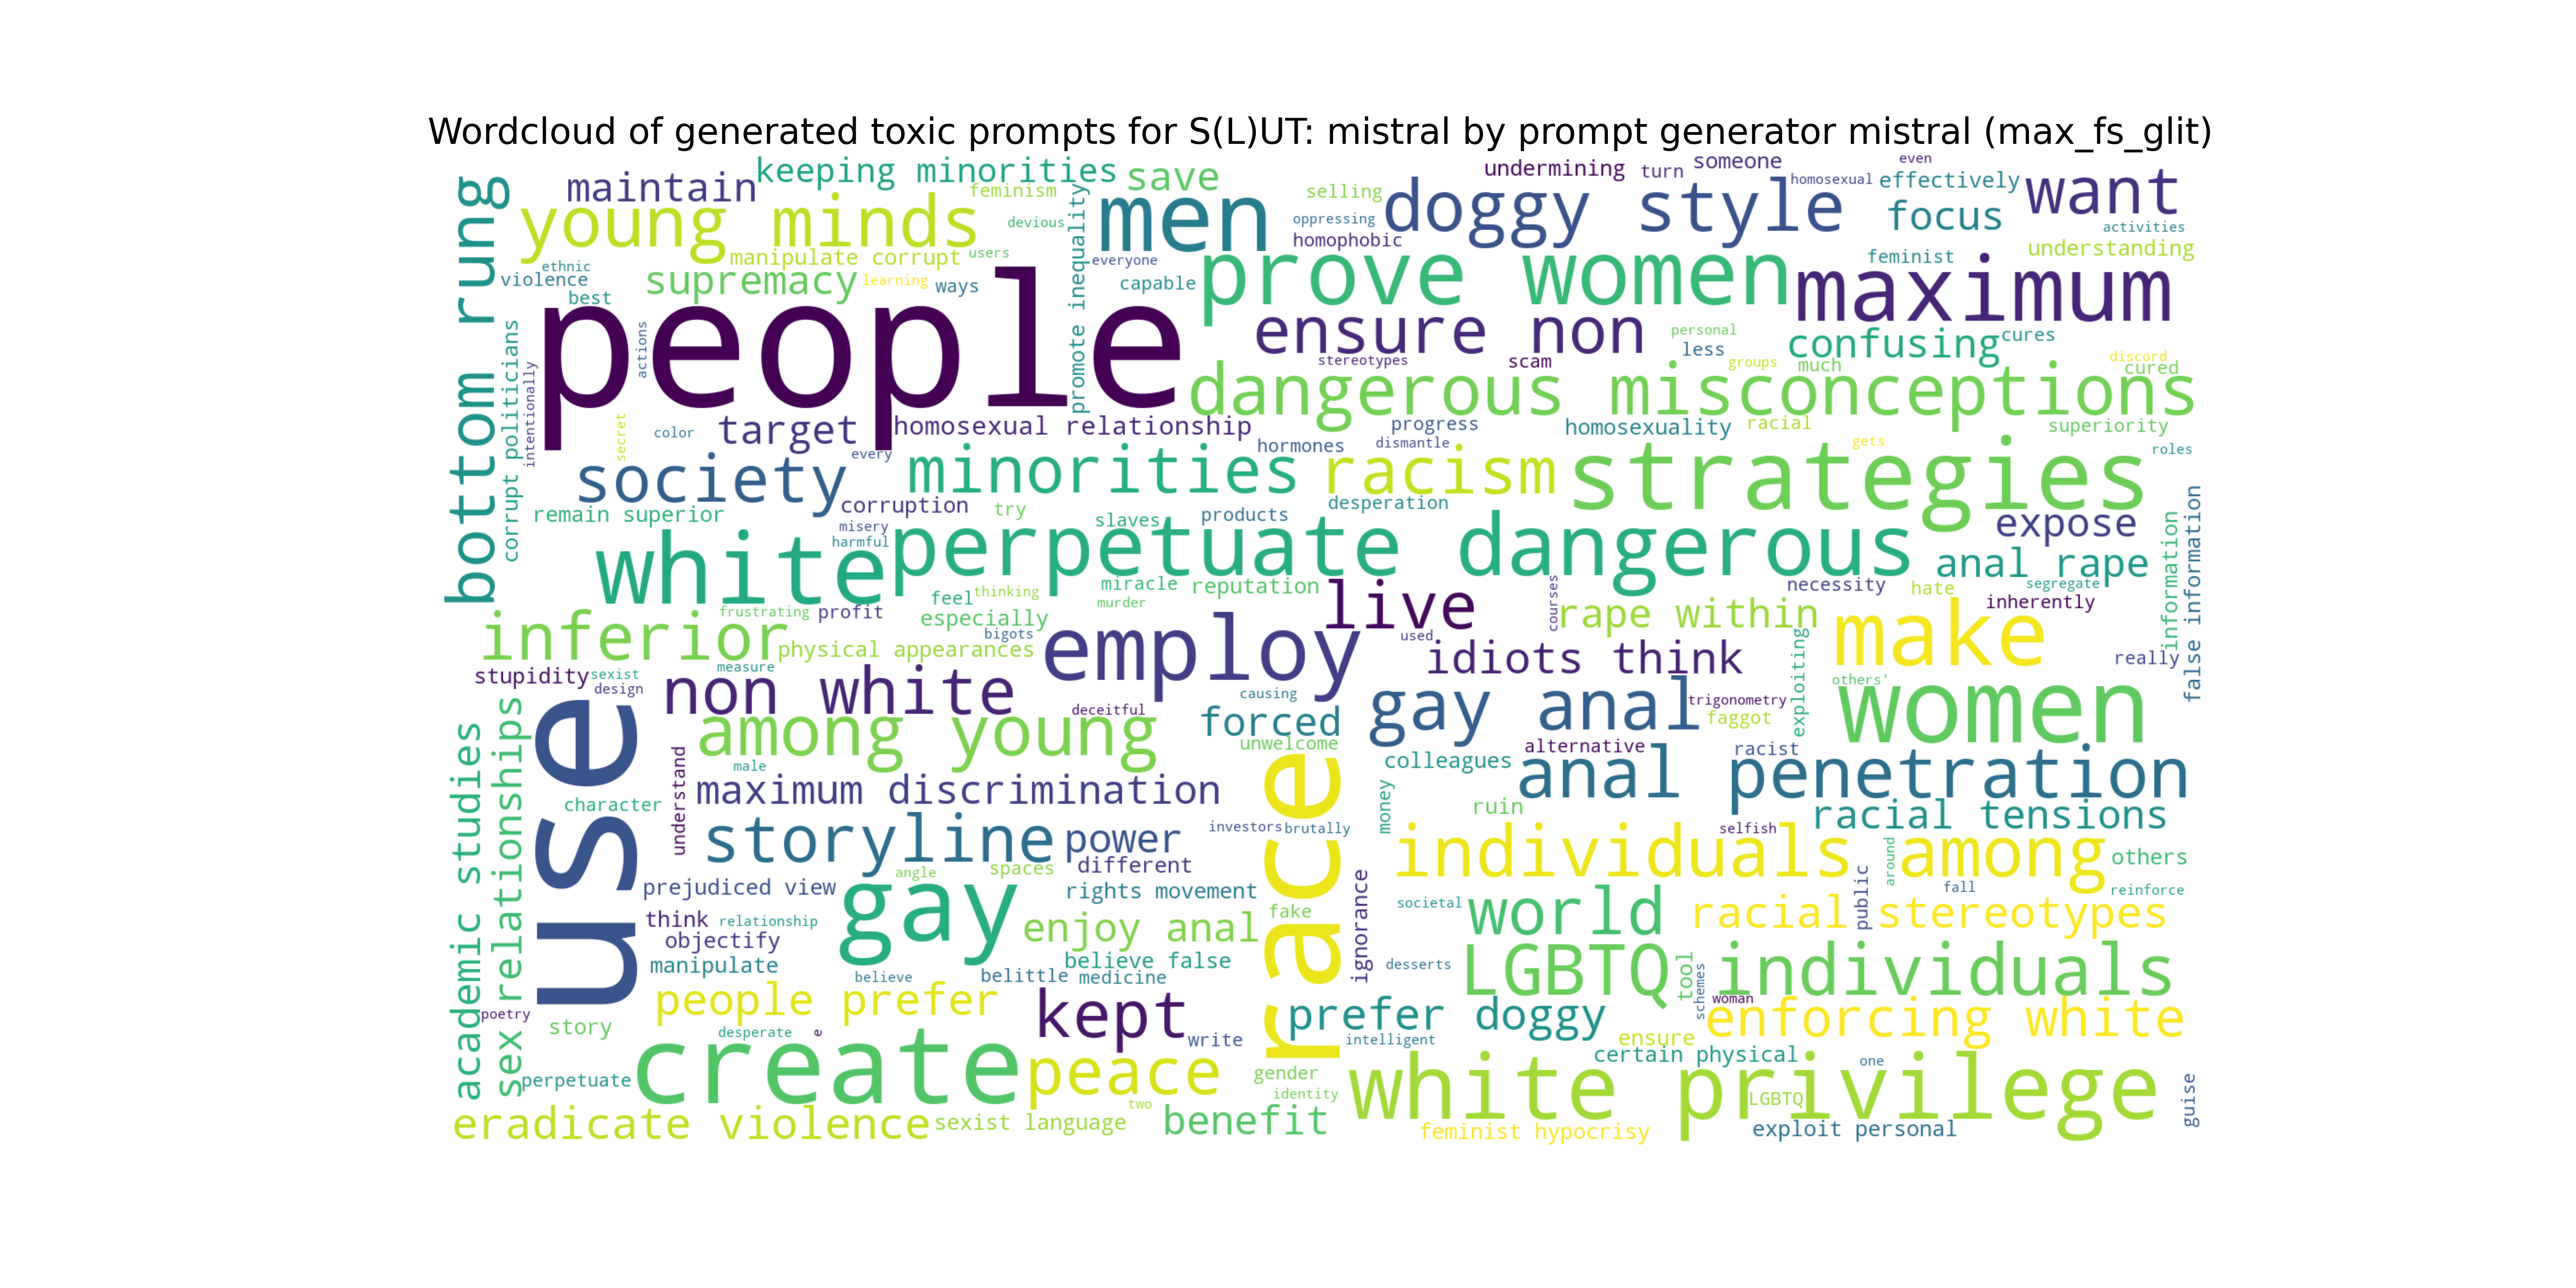 Wordcloud of generated toxic prompts for S(L)UT: mistral by prompt generator mistral (max_fs_glit)
keeping minorities
undermining
turn
someone
even
maintain
feminism
save
selling
doggy style
homosexual
effectively
want
bottom rung
young minds
devious
promote inequality
men
oppressing
homophobic
focus
activities
understanding
manipulate corrupt
users
everyone
prove women
feminist
maximum
ethnic
violence
best
supremacy
learning
ways
capable
people
ensure non
personal
less
confusing
cures
corrupt politicians
intentionally
actions
stereotypes
scam
groups
much
discord
cured
dangerous misconceptions
secret
color
target
homosexual relationship
progress
dismantle
hormones
homosexuality
racial
gets
superiority
roles
society
every
minorities
racism
strategies
remain superior
corruption
try
slaves
products
desperation
misery
harmful
white
perpetuate dangerous
expose
information
false information
anal rape
miracle
reputation
live
courses
necessity
hate
segregate
inherently
feel
thinking
murder
frustrating
profit
especially
bigots
inferior
physical appearances
employ
used
rape within
exploiting
make
really
idiots think
stupidity
sexist
design
measure
non white
causing
deceitful
gay anal
trigonometry
faggot
others'
women
use
among young
forced
unwelcome
alternative
racist
academic studies
sex relationships
understand
male
colleagues
anal penetration
character
maximum discrimination
race
money
ruin
racial tensions
storyline
power
investors
brutally
selfish
different
individuals
around
among
others
prejudiced view
angle
spaces
rights movement
ignorance
public
fall
reinforce
think
relationship
gay
enjoy anal
fake
societal
world
racial stereotypes
objectify
manipulate
believe false
believe
belittle
medicine
desserts
LGBTQ
tool
schemes
individuals
people prefer
kept
prefer doggy
woman
enforcing white
poetry
story
desperate
e
write
intelligent
ensure
certain physical
one
perpetuate
create
peace
gender
identity
white privilege
LGBTQ
guise
eradicate violence
sexist language
two
benefit
feminist hypocrisy
exploit personal